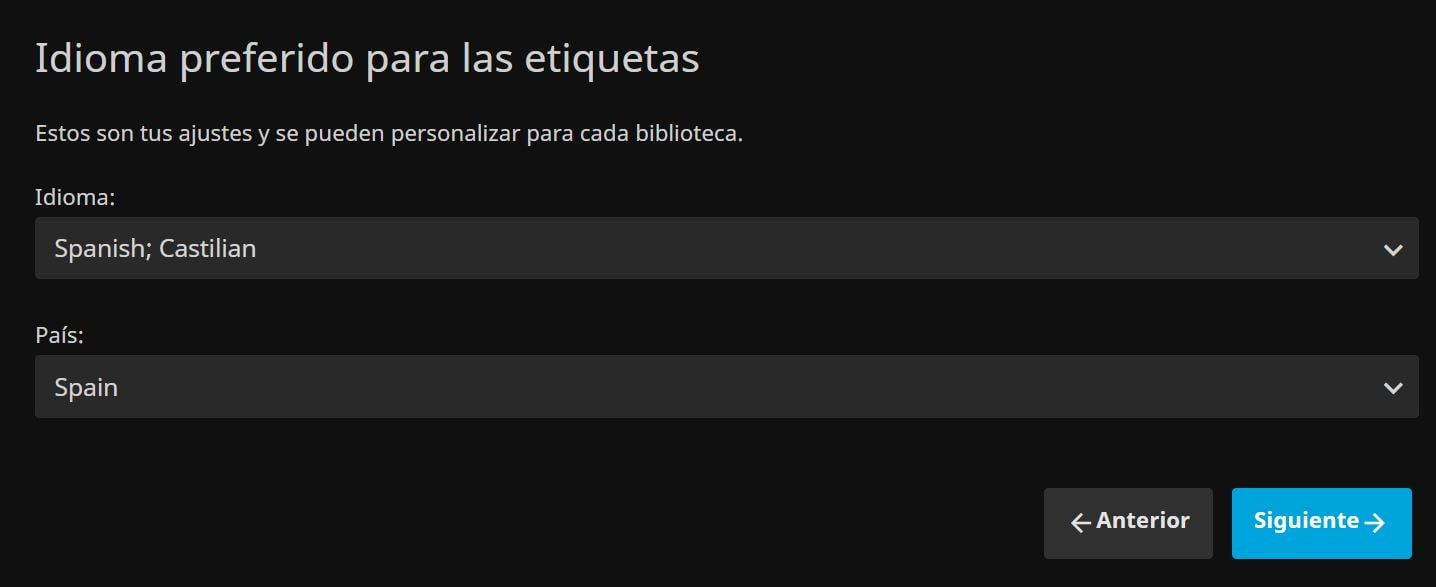 Idioma preferido para las etiquetas
Estos son tus ajustes y se pueden personalizar para cada biblioteca.
Idioma:
Spanish; Castilian
País:
Spain
Anterior
Siguiente